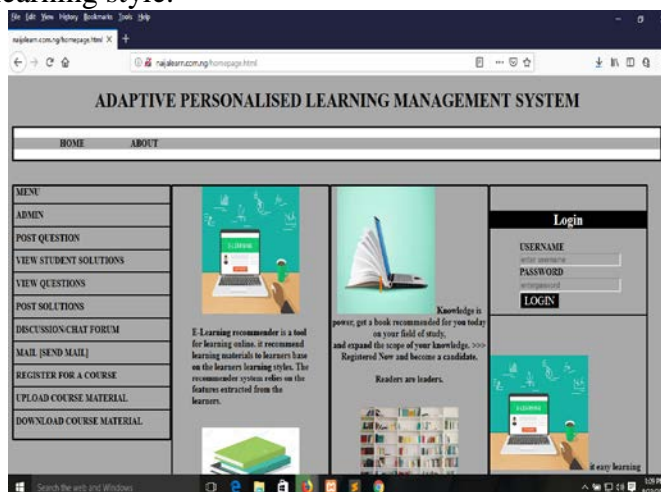 learning style.
File Edit View History Bookmarks Tools Help
naijalearn.com.ng/homepage.html
naijalearn.com.ng/homepage.html
ADAPTIVE PERSONALISED LEARNING MANAGEMENT SYSTEM
HOME ABOUT
MENU
ADMIN
POST QUESTION
VIEW STUDENT SOLUTIONS
VIEW QUESTIONS
POST SOLUTIONS
DISCUSSION/CHAT FORUM
MAIL [SEND MAIL]
REGISTER FOR A COURSE
UPLOAD COURSE MATERIAL
DOWNLOAD COURSE MATERIAL
E-LEARNING
E-Learning recommender is a tool
for learning online. it recommend
learning materials to learners base
on the learners learning styles. The
recommender system relies on the
features extracted from the
learners.
Knowledge is
power, get a book recommended for you today
on your field of study,
and expand the scope of your knowledge. >>>
Registered Now and become a candidate.
Readers are leaders.
Login
USERNAME
enter username
PASSWORD
enterpassword
LOGIN
E-LEARNING
it easy learning
Search the web and Windows